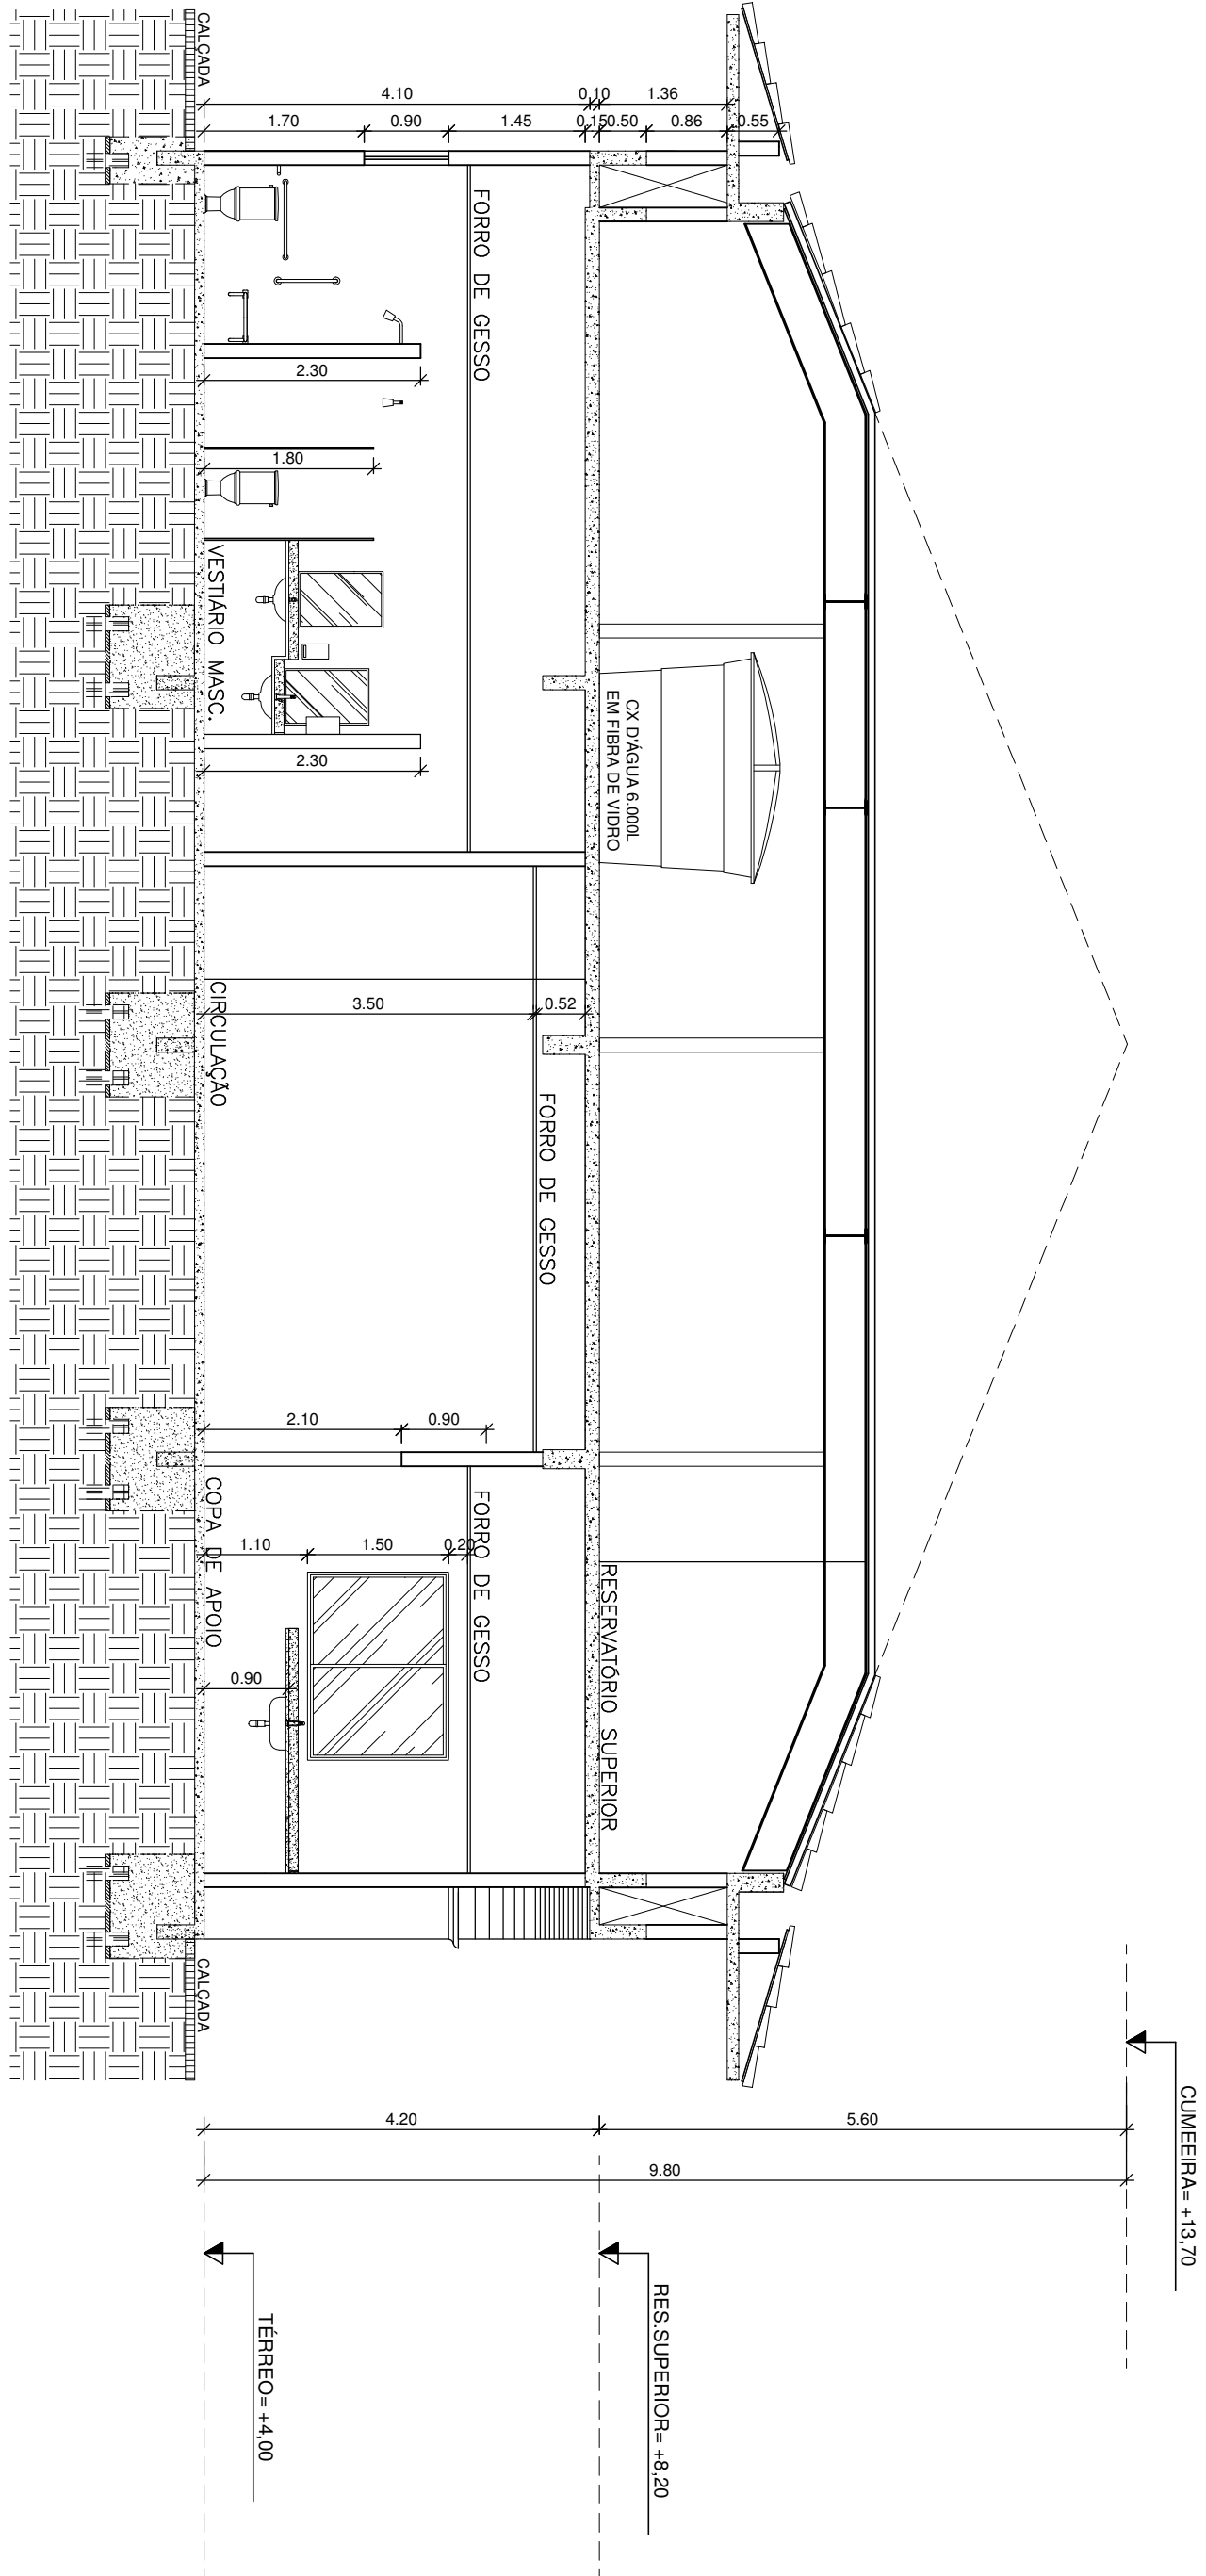 CALÇADA
4.10
0.10
1.36
1.70
0.90
1.45
0.15
0.50
0.86
0.55
FORRO DE GESSO
2.30
1.80
VESTIÁRIO MASC.
2.30
CX D'ÁGUA 6.000L
EM FIBRA DE VIDRO
CIRCULAÇÃO
3.50
0.52
FORRO DE GESSO
2.10
0.90
COPA DE APOIO
1.10
1.50
0.20
FORRO DE GESSO
0.90
RESERVATÓRIO SUPERIOR
CALÇADA
4.20
5.60
9.80
CUMEEIRA= +13,70
RES.SUPERIOR= +8,20
TÉRREO= +4,00